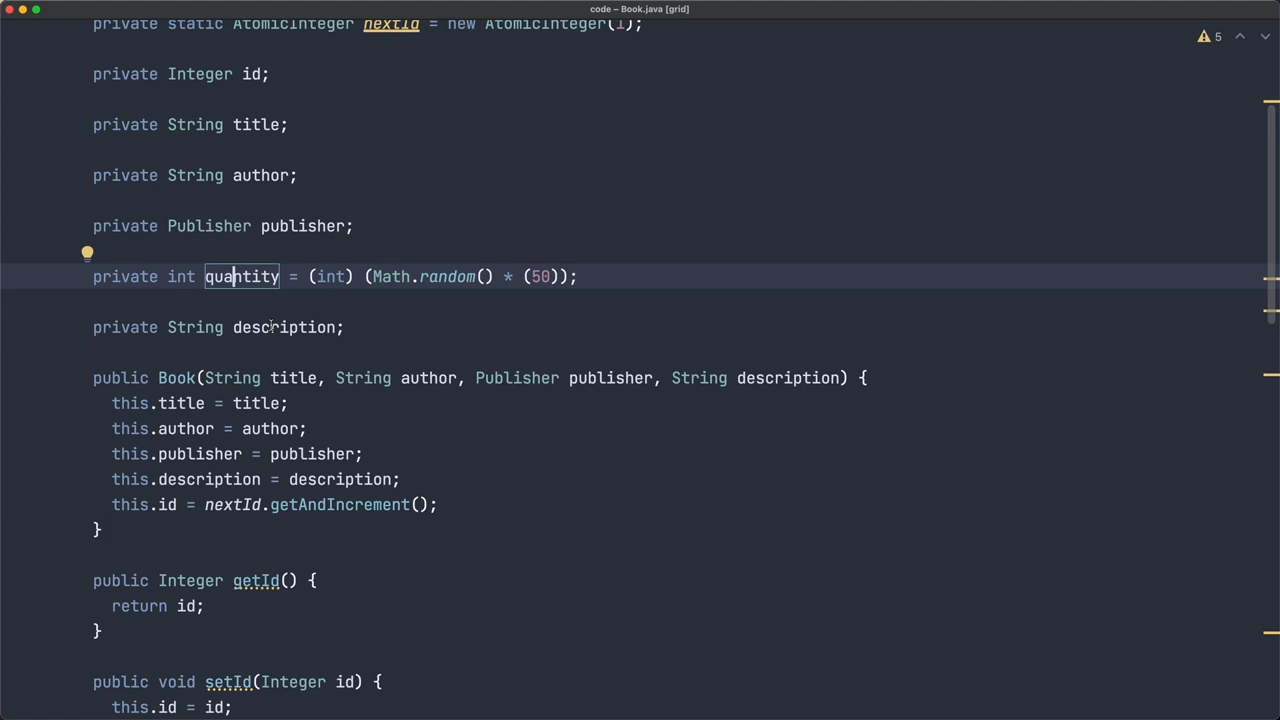 code – Book.java [grid]
private static AtomicInteger nextId = new AtomicInteger(1);
5
private Integer id;
private String title;
private String author;
private Publisher publisher;
private int quantity = (int) (Math.random() * (50));
private String description;
public Book(String title, String author, Publisher publisher, String description) {
this.title = title;
this.author = author;
this.publisher = publisher;
this.description = description;
this.id = nextId.getAndIncrement();
}
public Integer getId() {
return id;
}
public void setId(Integer id) {
this.id = id;